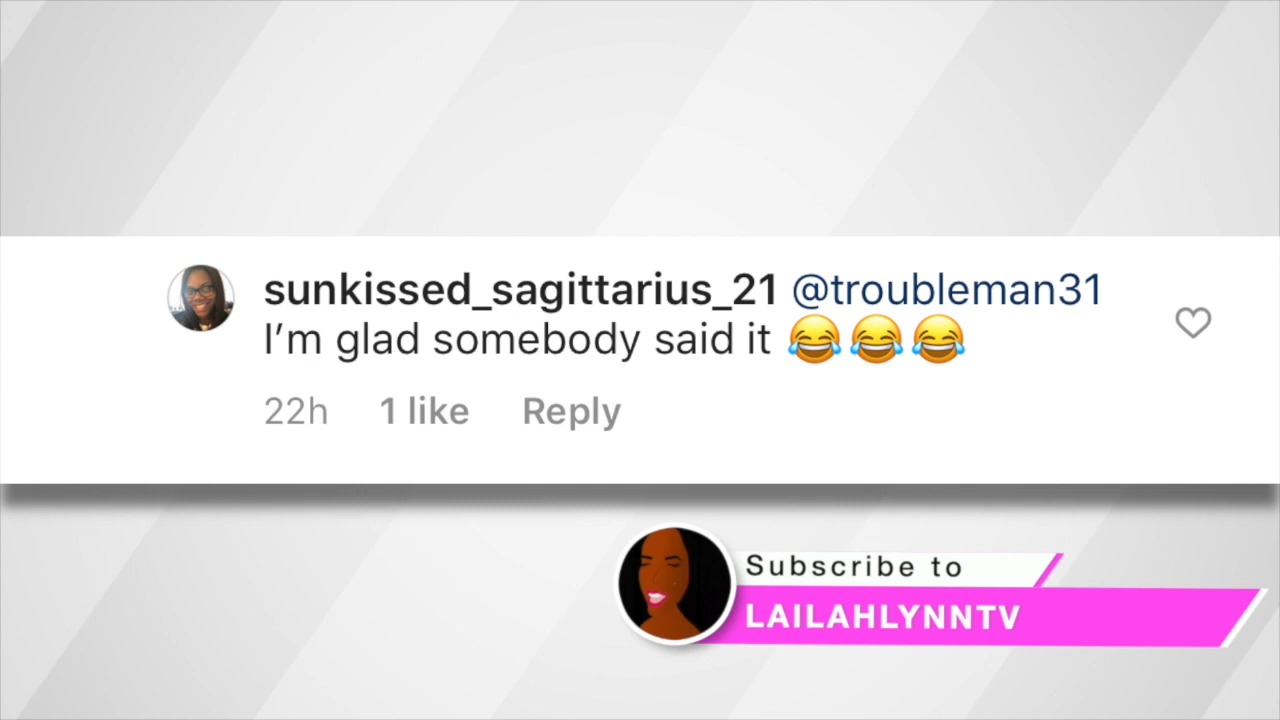 sunkissed_sagittarius_21 @troubleman31
I’m glad somebody said it 😂😂😂
22h 1 like Reply
Subscribe to
LAILAHLYNNTV